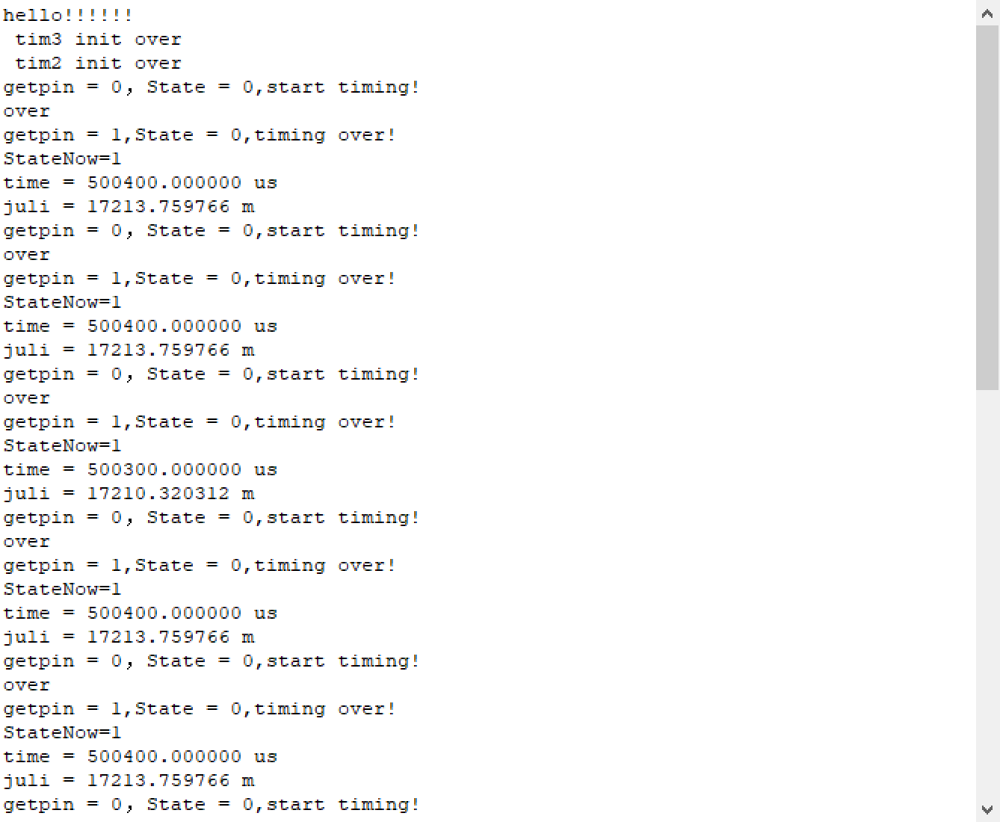 hello!!!!!!
 tim3 init over
 tim2 init over
getpin = 0, State = 0,start timing!
over
getpin = 1,State = 0,timing over!
StateNow=1
time = 500400.000000 us
juli = 17213.759766 m
getpin = 0, State = 0,start timing!
over
getpin = 1,State = 0,timing over!
StateNow=1
time = 500400.000000 us
juli = 17213.759766 m
getpin = 0, State = 0,start timing!
over
getpin = 1,State = 0,timing over!
StateNow=1
time = 500300.000000 us
juli = 17210.320312 m
getpin = 0, State = 0,start timing!
over
getpin = 1,State = 0,timing over!
StateNow=1
time = 500400.000000 us
juli = 17213.759766 m
getpin = 0, State = 0,start timing!
over
getpin = 1,State = 0,timing over!
StateNow=1
time = 500400.000000 us
juli = 17213.759766 m
getpin = 0, State = 0,start timing!